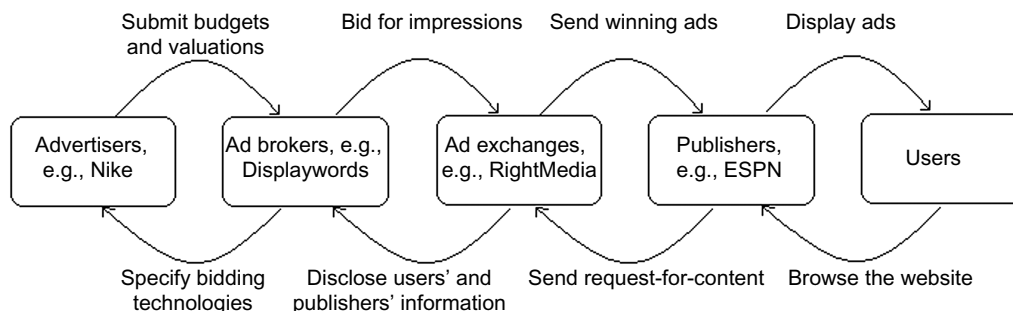 Submit budgets
and valuations
Bid for impressions
Send winning ads
Display ads
Advertisers,
e.g., Nike
Ad brokers, e.g.,
Displaywords
Ad exchanges,
e.g., RightMedia
Publishers,
e.g., ESPN
Users
Specify bidding
technologies
Disclose users’ and
publishers’ information
Send request-for-content
Browse the website